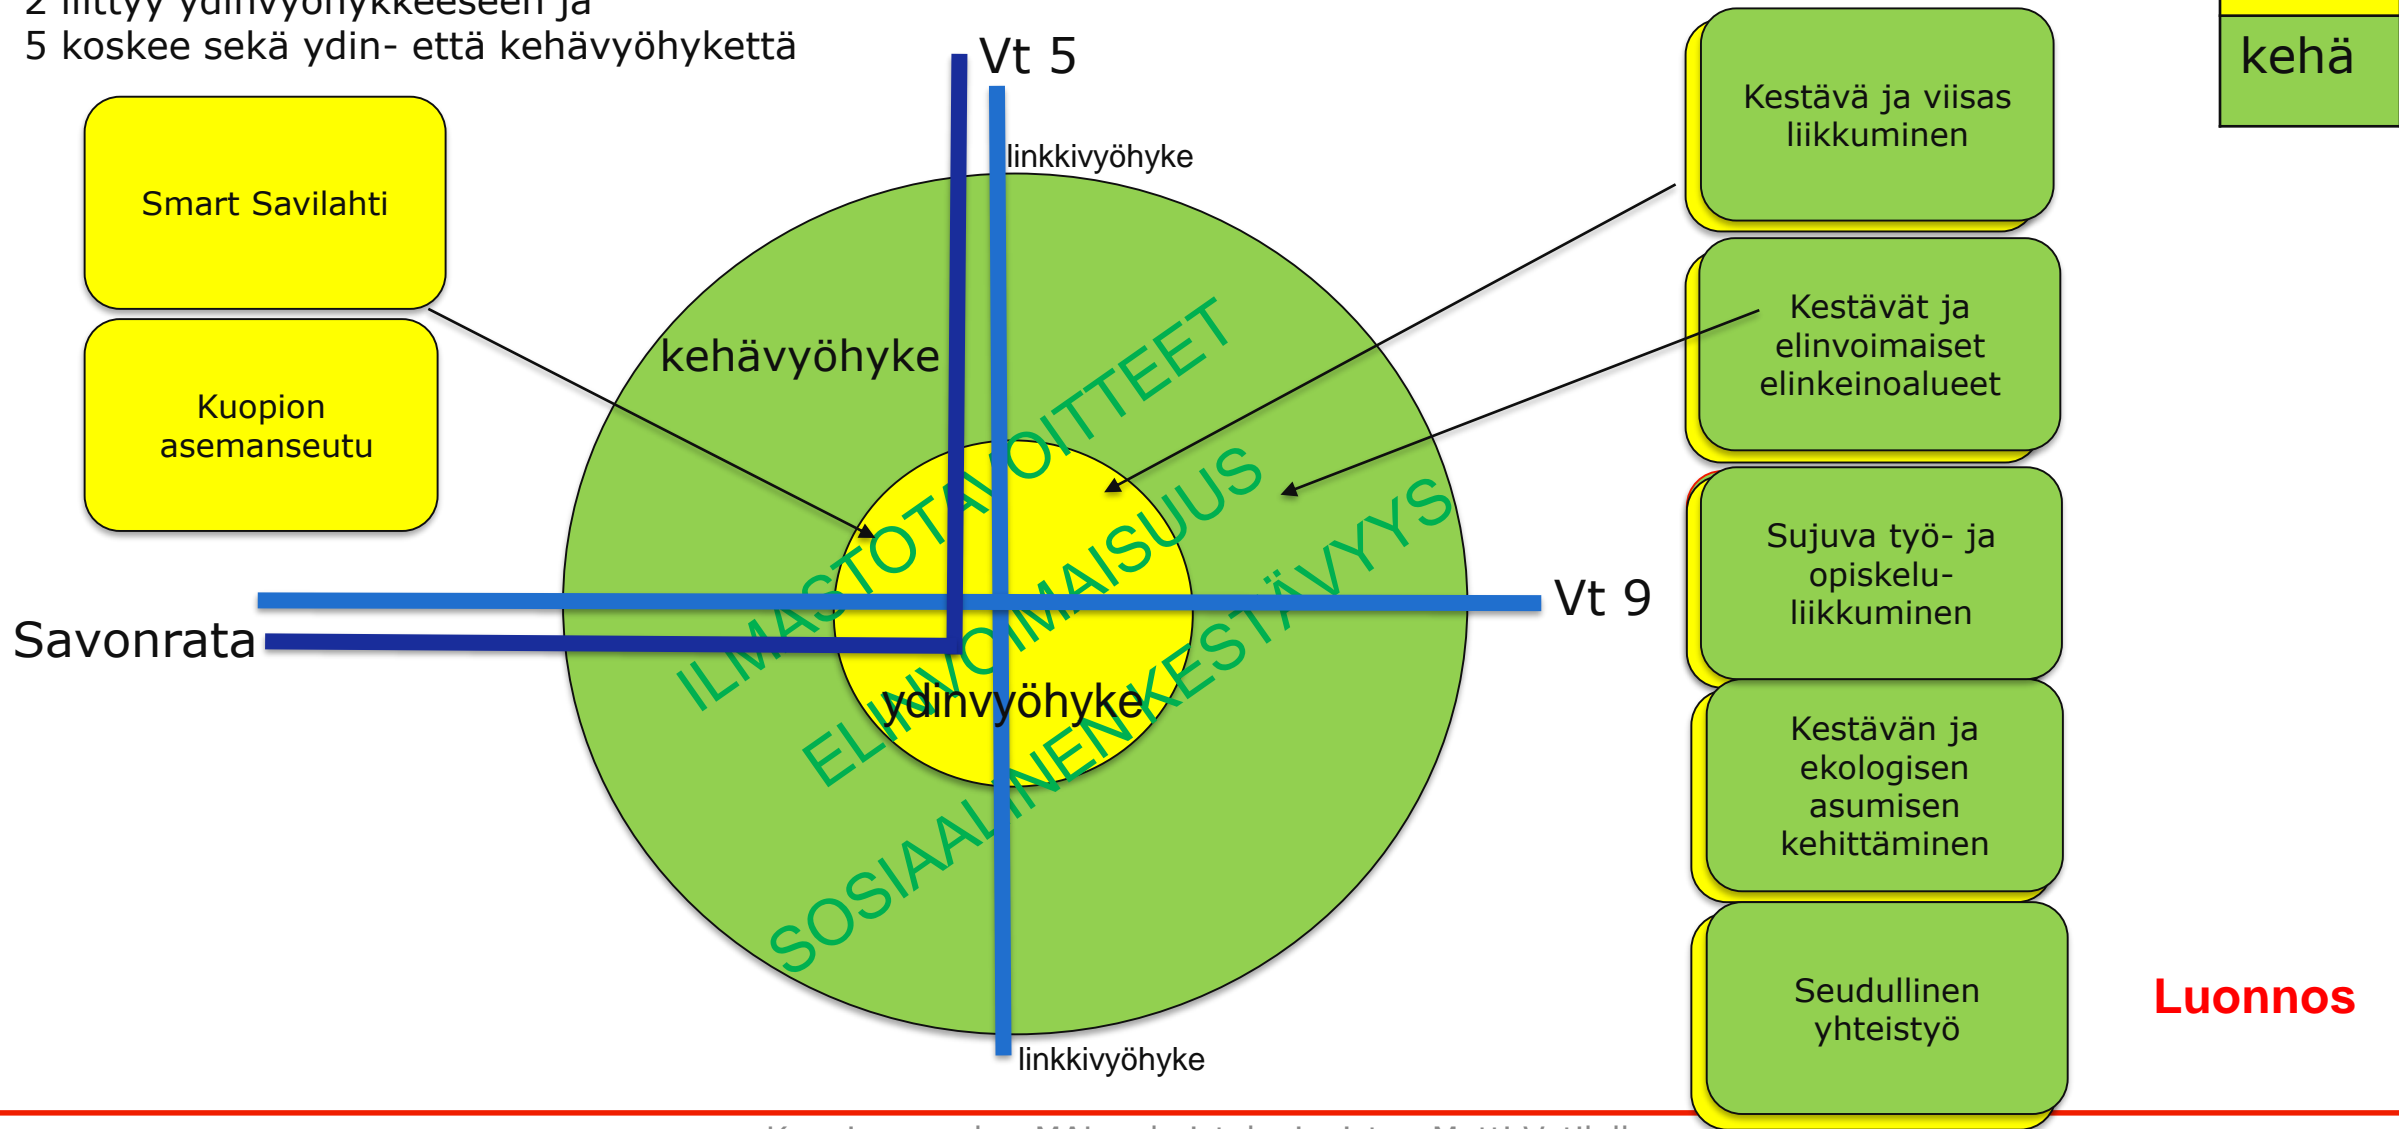 2 liittyy ydinvyöhykkeeseen ja
5 koskee sekä ydin- että kehävyöhykettä
Vt 5
kehä
linkkivyöhyke
Smart Savilahti
Kuopion
asemanseutu
kehävyöhyke
ILMASTOTAVOITTEET
ELINVOIMAISUUS
SOSIAALINEN KESTÄVYYS
Savonrata
Vt 9
ydinvyöhyke
linkkivyöhyke
Kestävä ja viisas
liikkuminen
Kestävät ja
elinvoimaiset
elinkeinoalueet
Sujuva työ- ja
opiskelu-
liikkuminen
Kestävän ja
ekologisen
asumisen
kehittäminen
Seudullinen
yhteistyö
Luonnos